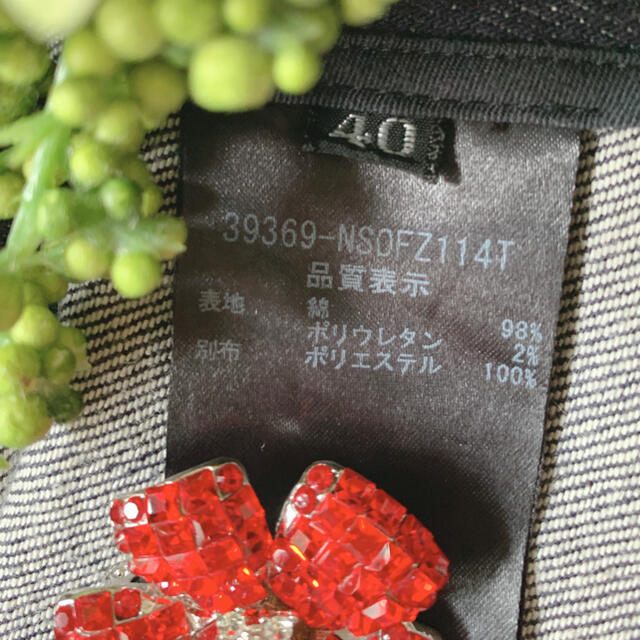 40
39369-NSOFZ114T
品質表示
表地 綿 98%
ポリウレタン 2%
別布 ポリエステル 100%